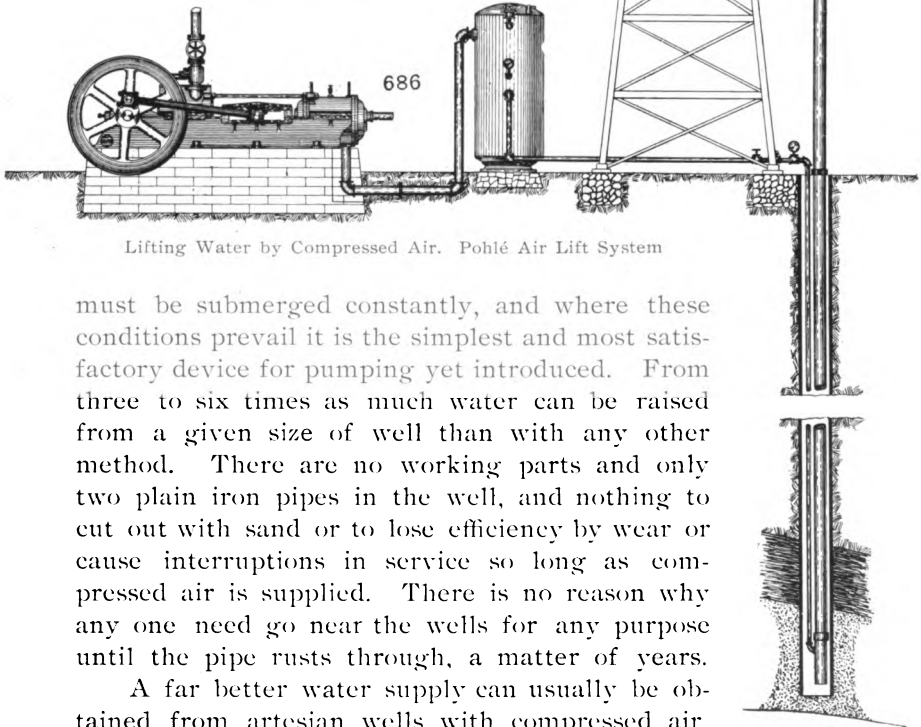 686
Lifting Water by Compressed Air. Pohlé Air Lift System
must be submerged constantly, and where these
conditions prevail it is the simplest and most satis-
factory device for pumping yet introduced. From
three to six times as much water can be raised
from a given size of well than with any other
method. There are no working parts and only
two plain iron pipes in the well, and nothing to
cut out with sand or to lose efficiency by wear or
cause interruptions in service so long as com-
pressed air is supplied. There is no reason why
any one need go near the wells for any purpose
until the pipe rusts through, a matter of years.
A far better water supply can usually be ob-
tained from artesian wells with compressed air